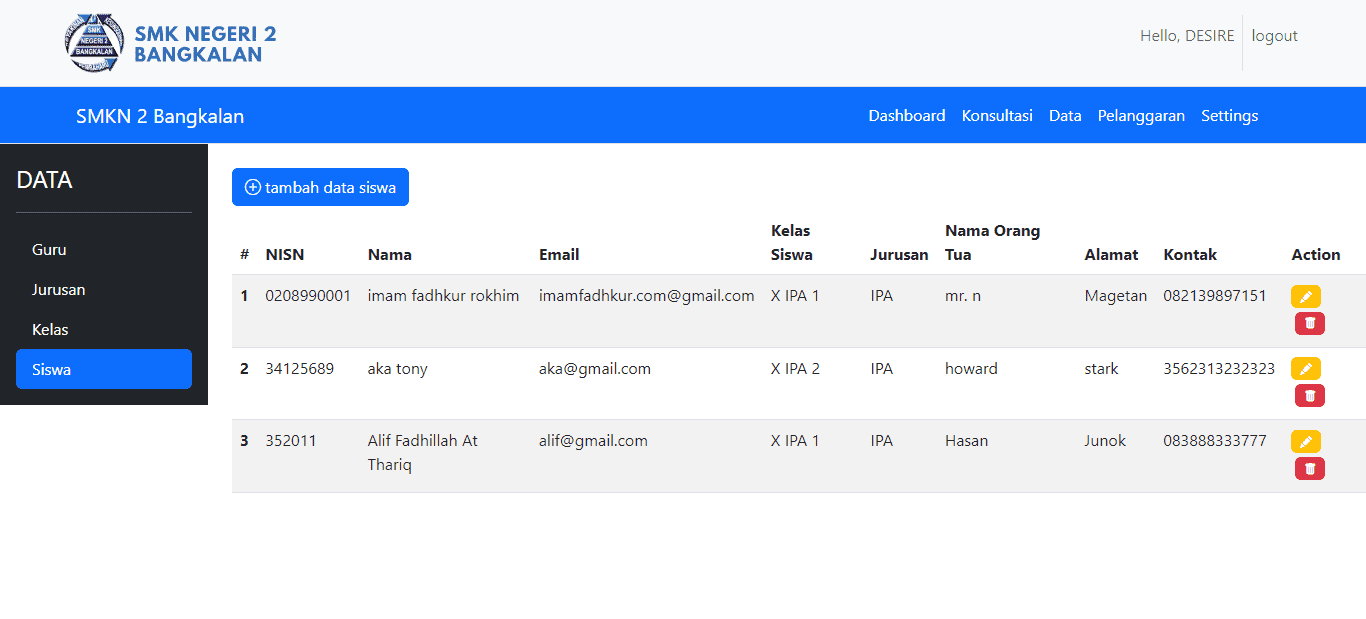 SMK
NEGERI 2
BANGKALAN
SMK NEGERI 2
BANGKALAN
Hello, DESIRE
logout
SMKN 2 Bangkalan
Dashboard Konsultasi Data Pelanggaran Settings
DATA
Guru
Jurusan
Kelas
Siswa
tambah data siswa
# NISN Nama Email Kelas Siswa Jurusan Nama Orang Tua Alamat Kontak Action
1 0208990001 imam fadhkur rokhim imamfadhkur.com@gmail.com X IPA 1 IPA mr. n Magetan 082139897151
2 34125689 aka tony aka@gmail.com X IPA 2 IPA howard stark 3562313232323
3 352011 Alif Fadhillah At Thariq alif@gmail.com X IPA 1 IPA Hasan Junok 083888333777